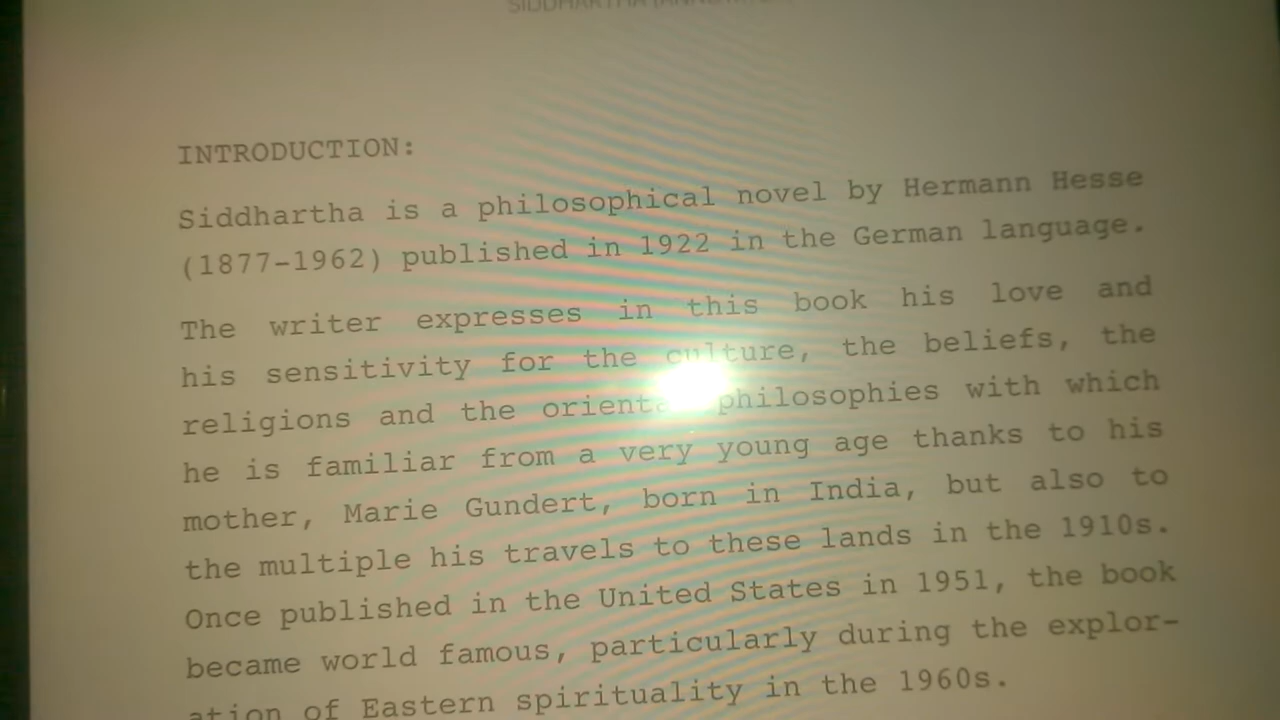 SIDDHARTHA
INTRODUCTION:
Siddhartha is a philosophical novel by Hermann Hesse
(1877-1962) published in 1922 in the German language.
The writer expresses in this book his love and
his sensitivity for the culture, the beliefs, the
religions and the philosophies with which
he is familiar from a very young age thanks to his
mother, Marie Gundert, born in India, but also to
the multiple his travels to these lands in the 1910s.
Once published in the United States in 1951, the book
became world famous, particularly during the explor-
ation of Eastern spirituality in the 1960s.